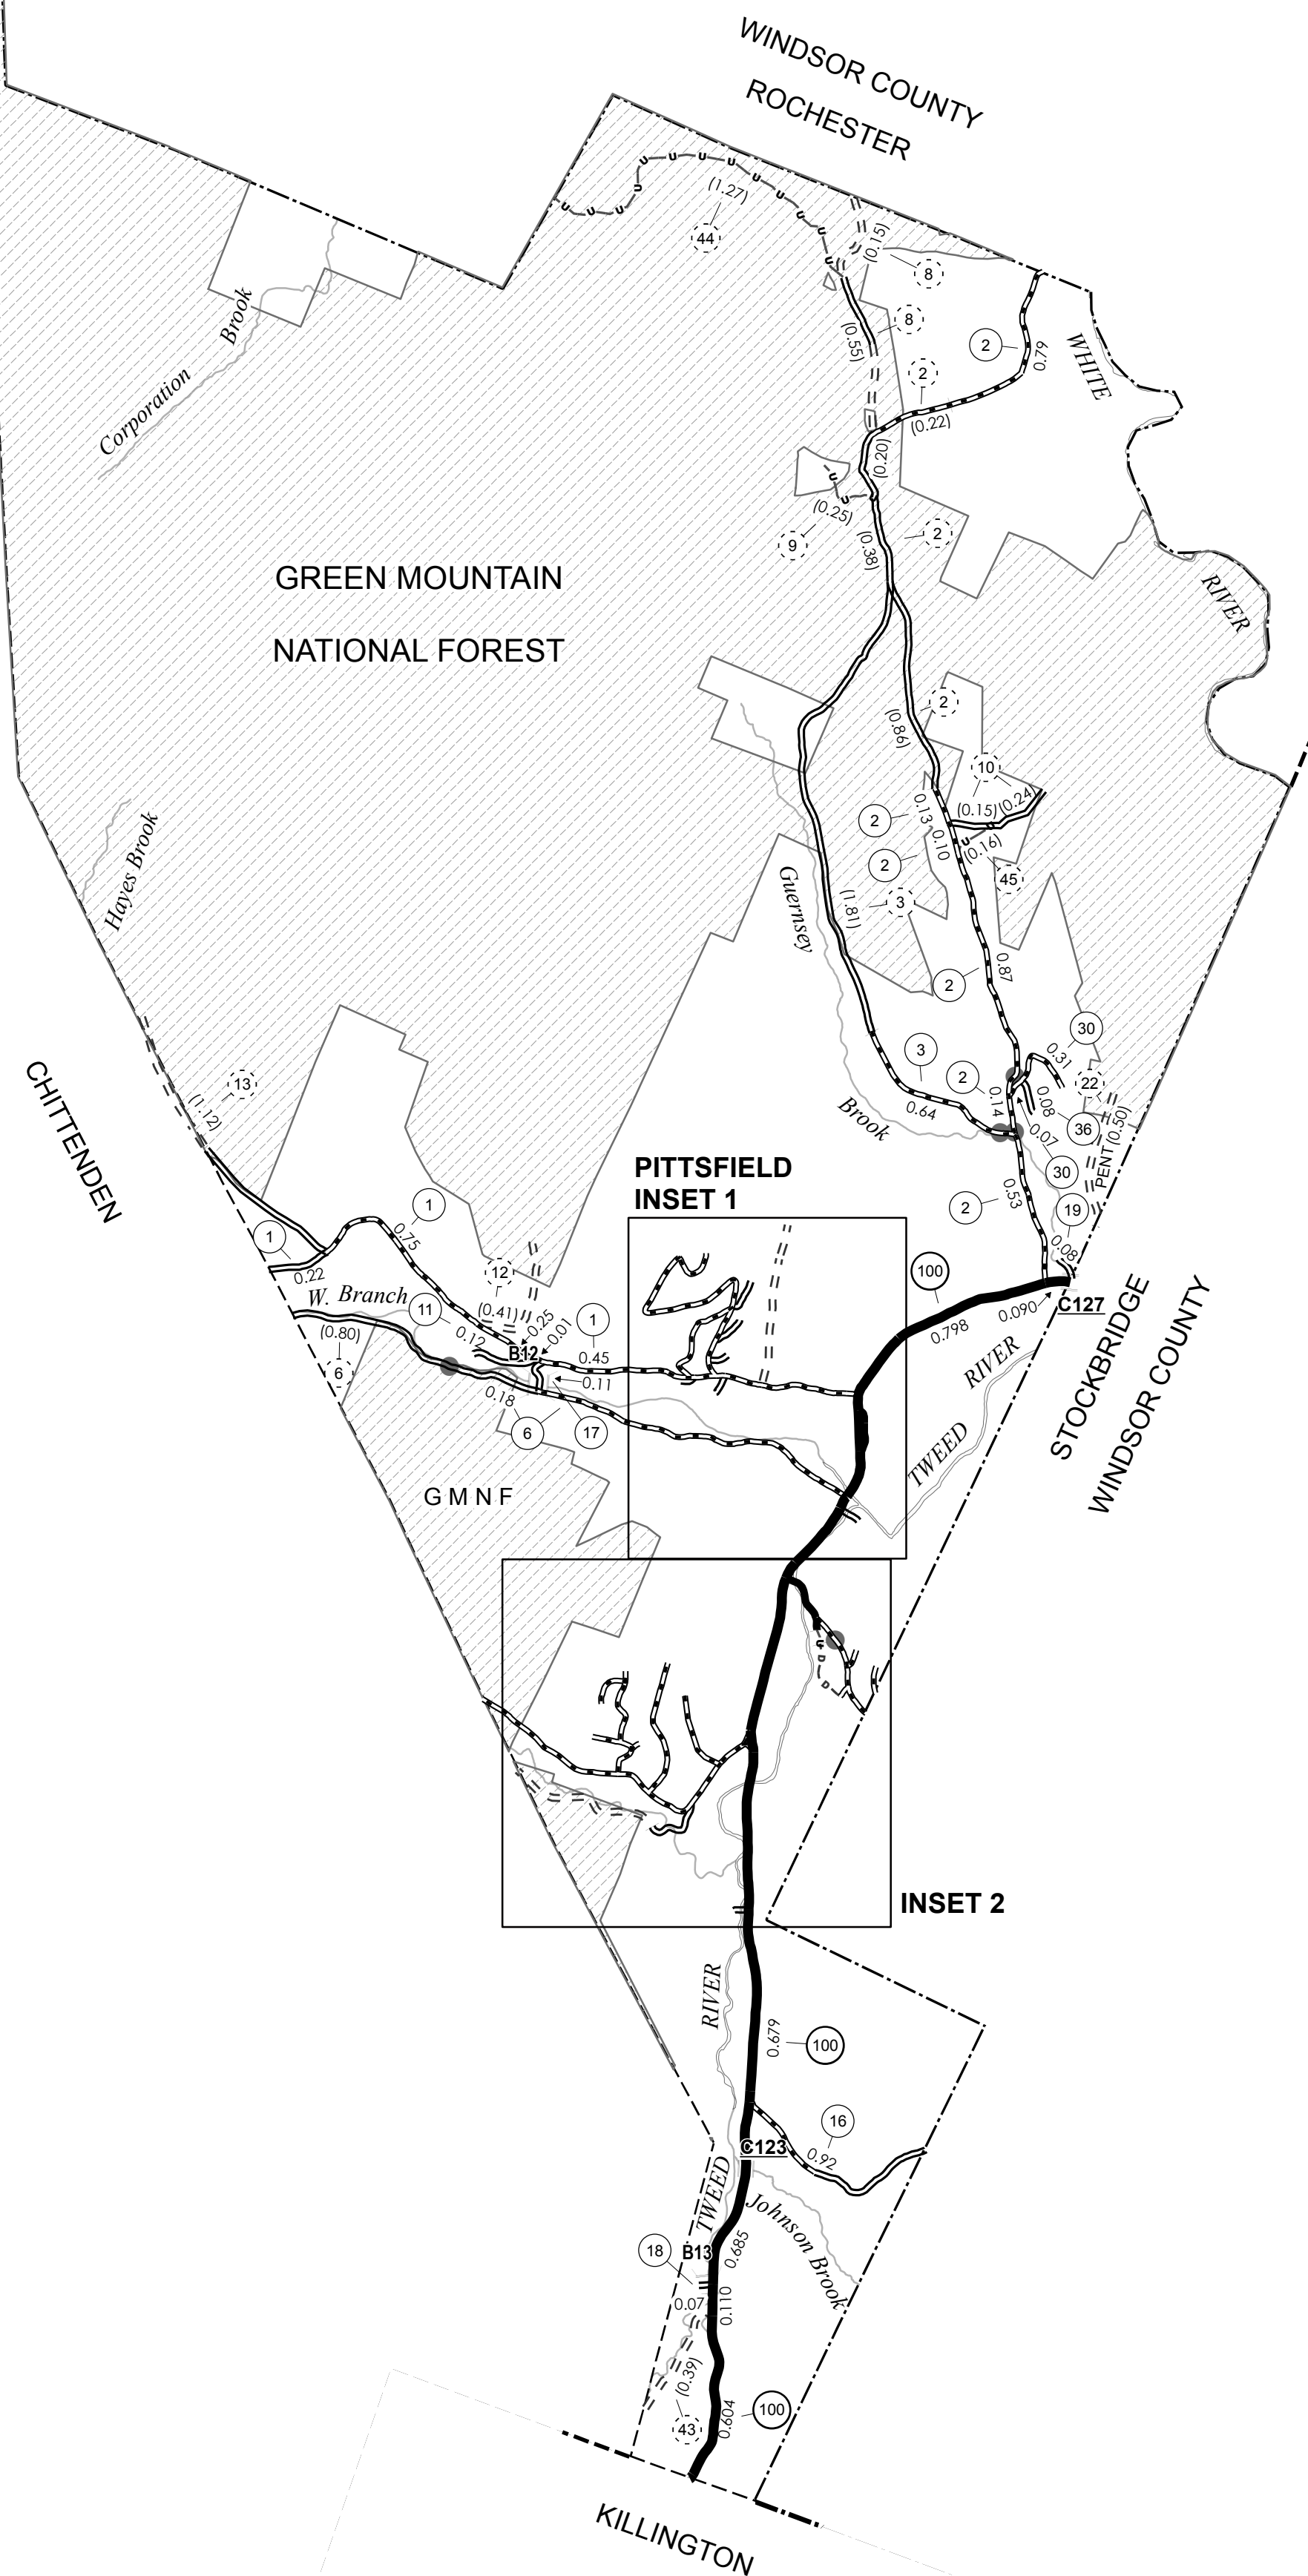 WINDSOR COUNTY
ROCHESTER
U U U U U U U U U U U U U U
(1.27)
44
(0.15)
8
8
(0.55)
2
0.79
WHITE
2
(0.22)
Corporation
Brook
(0.20)
U U
(0.25)
9
(0.38)
2
GREEN MOUNTAIN
NATIONAL FOREST
RIVER
2
(0.86)
10
(0.15)
(0.24)
0.13
2
0.10
2
U
(0.16)
45
Hayes Brook
Guernsey
(1.81)
3
0.87
2
30
0.31
3
2
0.14
0.08
22
13
(1.12)
0.64
Brook
36
0.07
PENT (0.50)
30
CHITTENDEN
PITTSFIELD
INSET 1
2
0.53
19
0.08
1
0.75
1
0.22
12
(0.41)
W. Branch
11
0.12
0.25
0.01
1
B12
0.45
100
0.798
0.090
C127
(0.80)
6
0.18
0.11
6
17
RIVER
TWEED
STOCKBRIDGE
WINDSOR COUNTY
G M N F
U
D
D
INSET 2
RIVER
0.679
100
16
C123
0.92
TWEED
Johnson Brook
18
B13
0.685
0.07
0.110
(0.39)
43
0.604
100
KILLINGTON